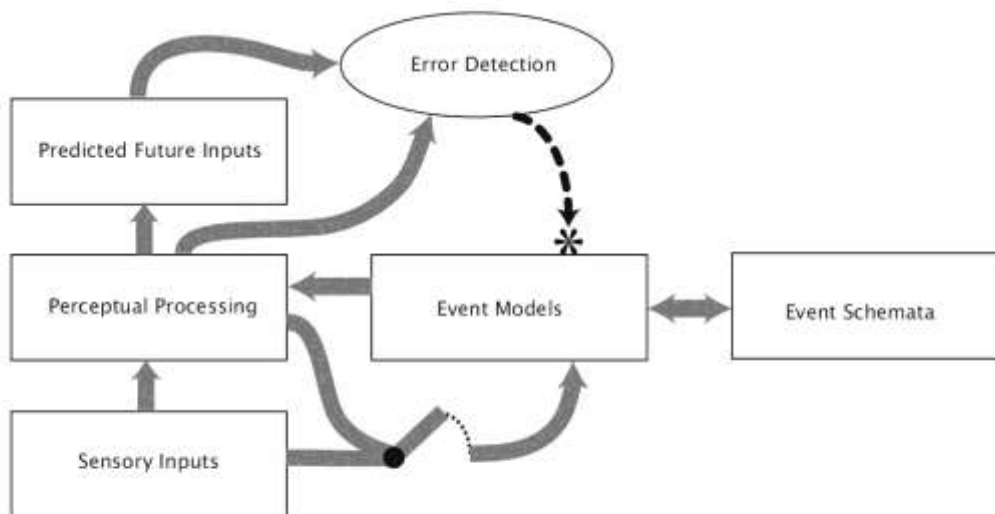 Error Detection
Predicted Future Inputs
Perceptual Processing
Event Models
Event Schemata
Sensory Inputs